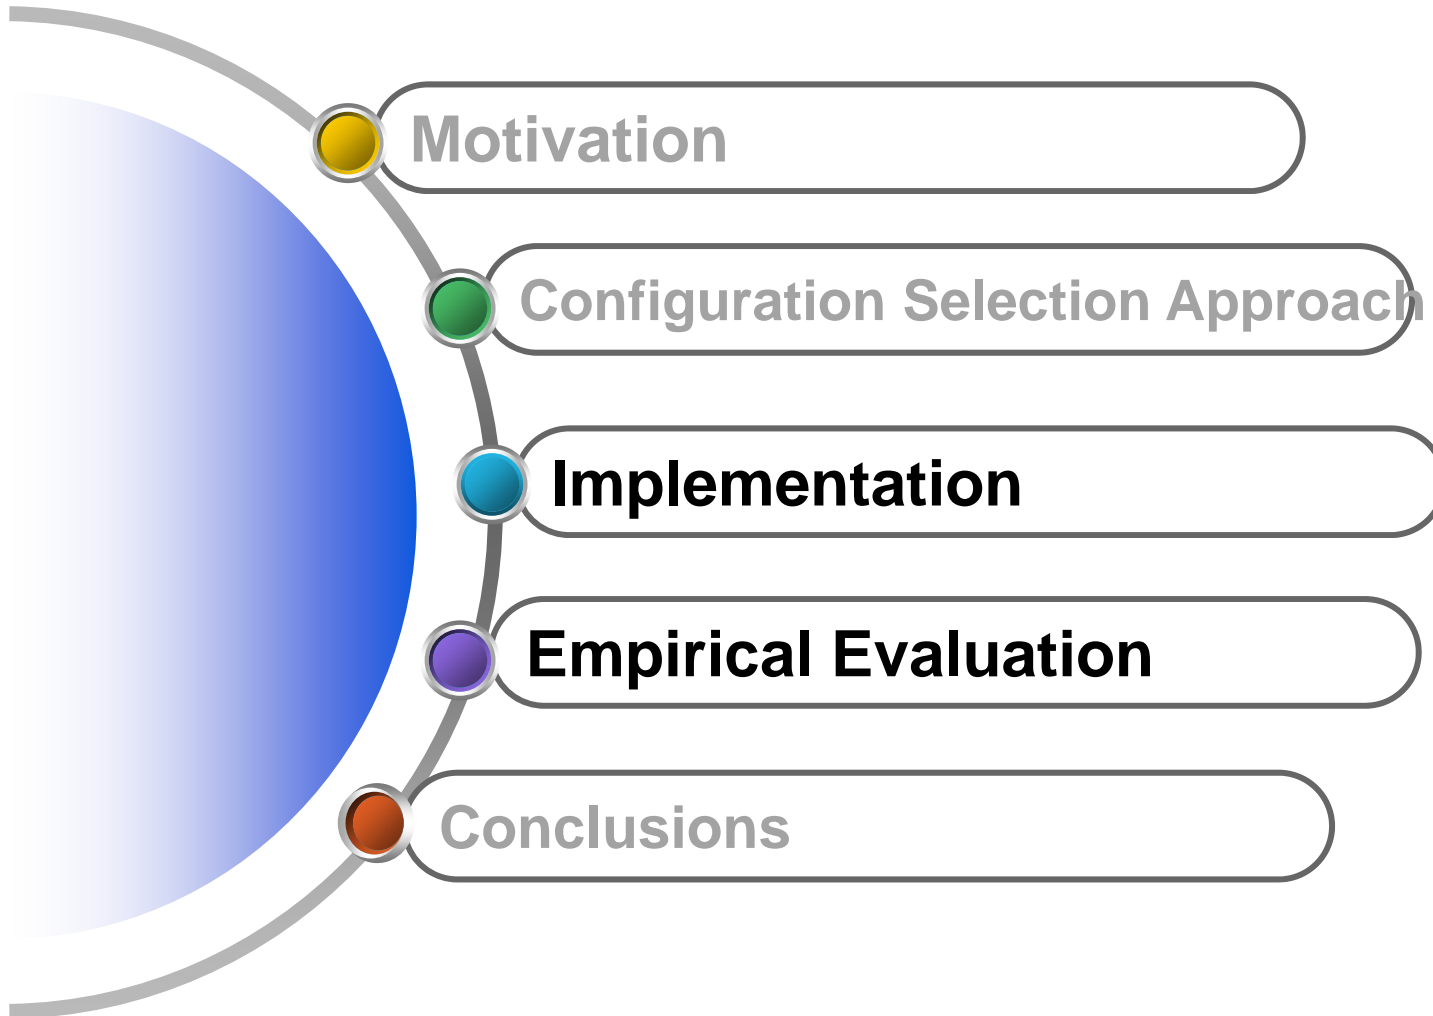 Motivation
Configuration Selection Approach
Implementation
Empirical Evaluation
Conclusions